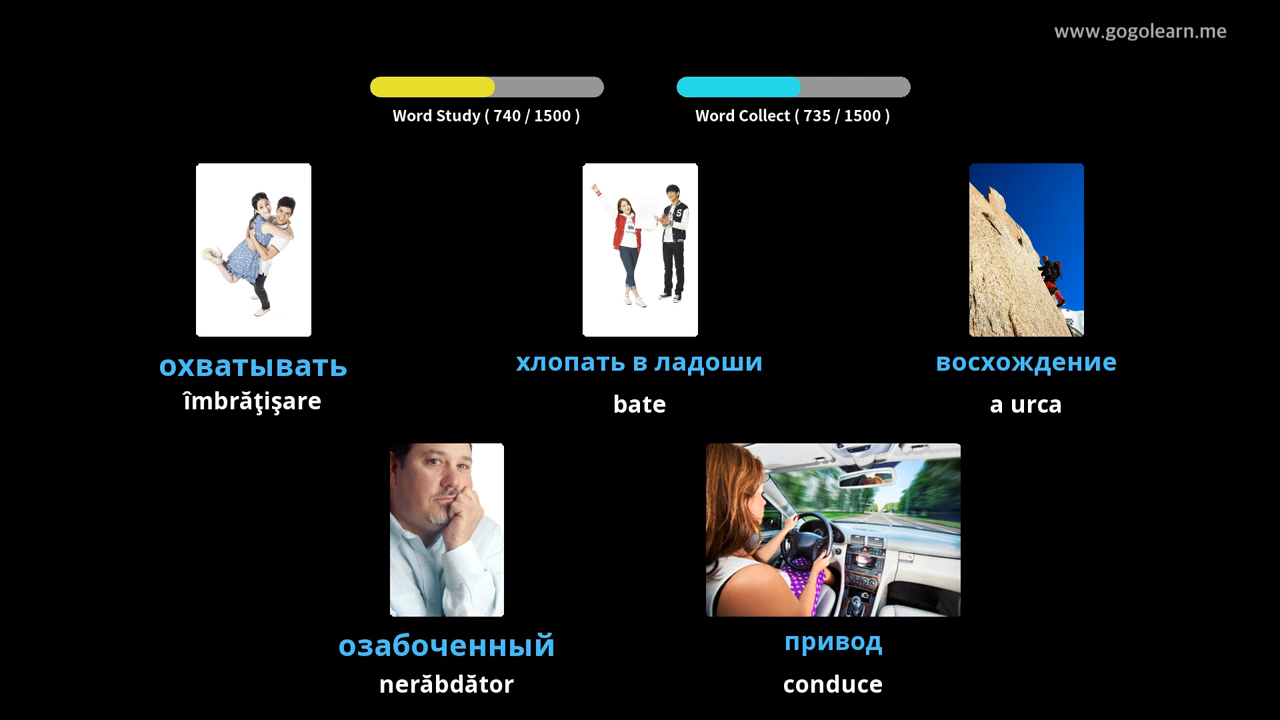 www.gogolearn.me
Word Study ( 740 / 1500 )
Word Collect ( 735 / 1500 )
охватывать
îmbrăţişare
хлопать в ладоши
bate
восхождение
a urca
озабоченный
nerăbdător
привод
conduce